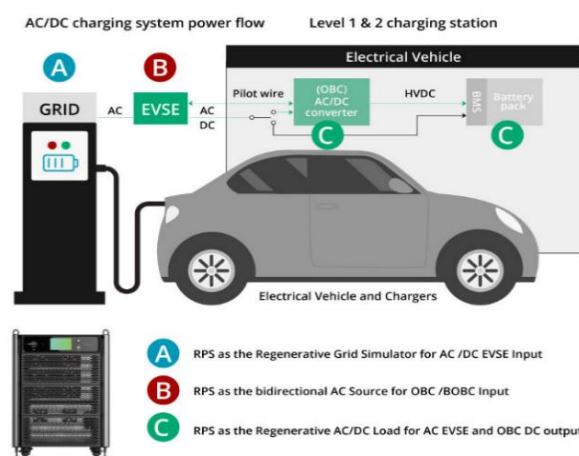 AC/DC charging system power flow
Level 1 & 2 charging station
Electrical Vehicle
A
B
GRID
AC
EVSE
Pilot wire
AC
DC
(OBC)
AC/DC
converter
HVDC
BMS
Battery
pack
C
C
Electrical Vehicle and Chargers
A RPS as the Regenerative Grid Simulator for AC /DC EVSE Input
B RPS as the bidirectional AC Source for OBC /BOBC Input
C RPS as the Regenerative AC/DC Load for AC EVSE and OBC DC output